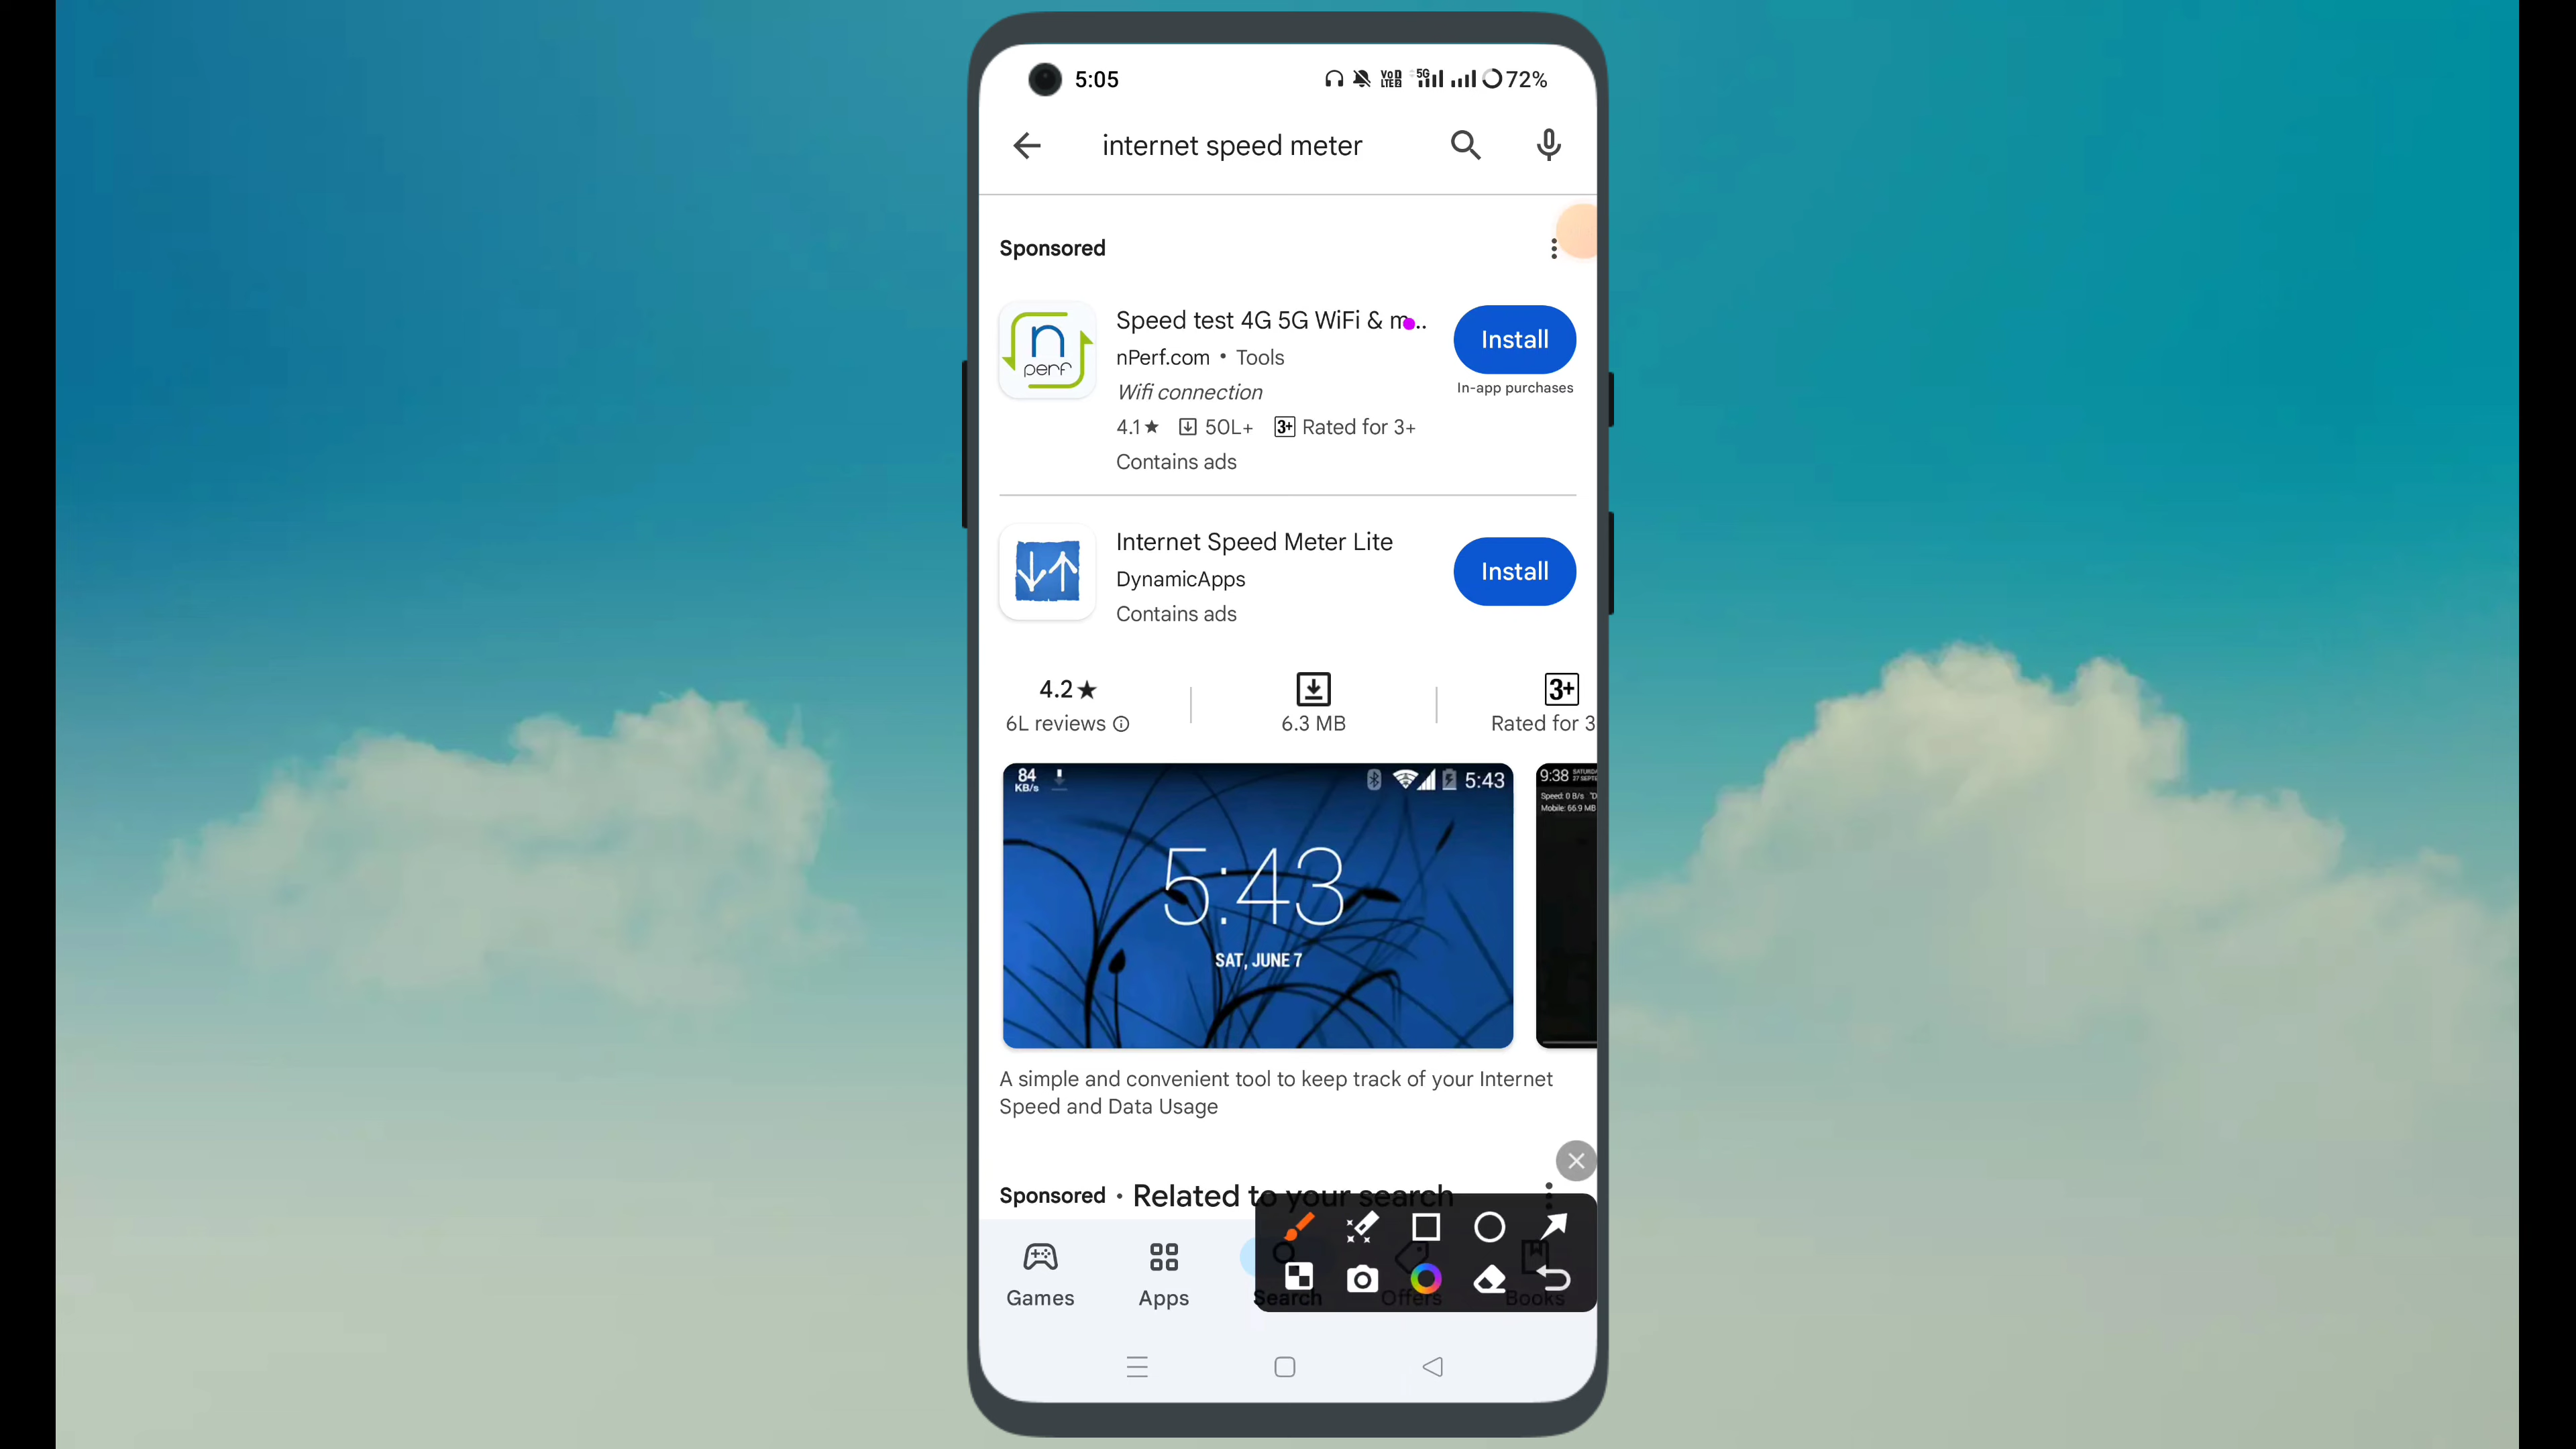 5:05
VoD LTE2 5G 72%
internet speed meter
Sponsored
n
perf
Speed test 4G 5G WiFi & m...
nPerf.com • Tools
Wifi connection
4.1★ 50L+ 3+ Rated for 3+
Contains ads
Install
In-app purchases
Internet Speed Meter Lite
DynamicApps
Contains ads
Install
4.2★
6L reviews
6.3 MB
3+
Rated for 3
84
KB/s
5:43
5:43
SAT, JUNE 7
9:38
Speed: 0 B/s
Mobile: 66.9 MB
A simple and convenient tool to keep track of your Internet
Speed and Data Usage
Sponsored • Related to your search
Games
Apps
Search
Offers
Books